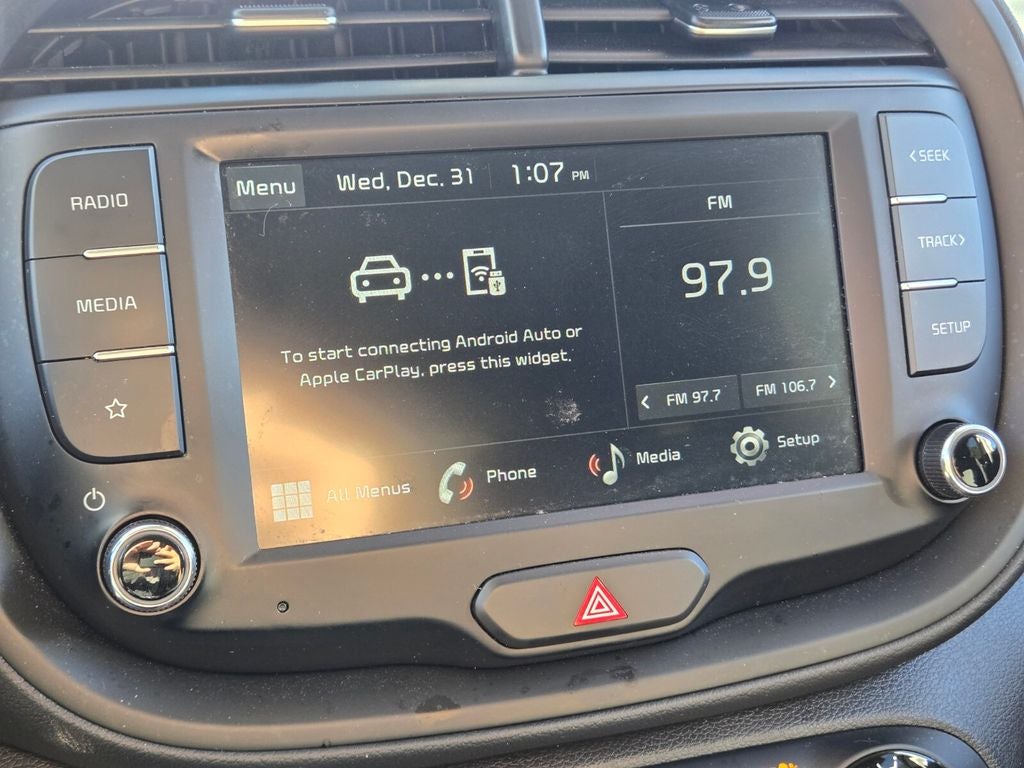 RADIO
MEDIA
Menu
Wed, Dec. 31
1:07 PM
To start connecting Android Auto or
Apple CarPlay, press this widget.
FM
97.9
< FM 97.7
FM 106.7 >
All Menus
Phone
Media
Setup
<SEEK
TRACK>
SETUP